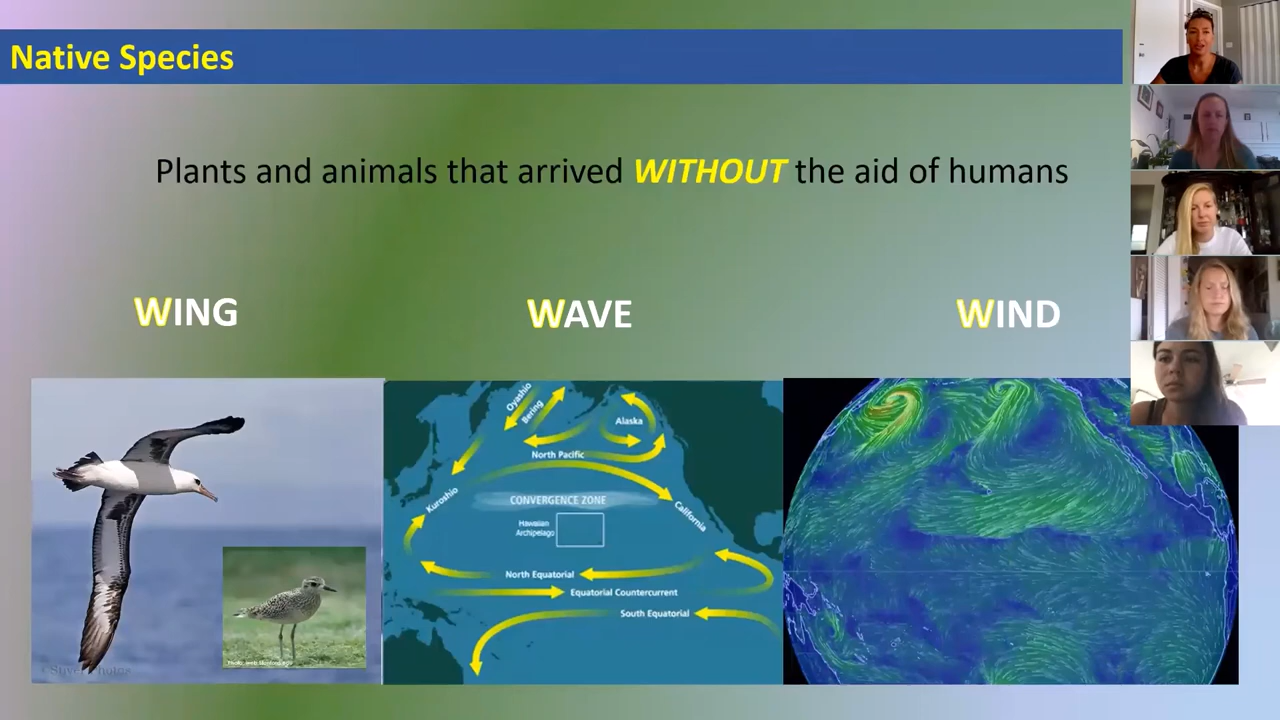 Native Species
Plants and animals that arrived WITHOUT the aid of humans
WING
WAVE
WIND
Oyashio
Bering
Alaska
North Pacific
Kuroshio
CONVERGENCE ZONE
California
Hawaiian
Archipelago
North Equatorial
Equatorial Countercurrent
South Equatorial